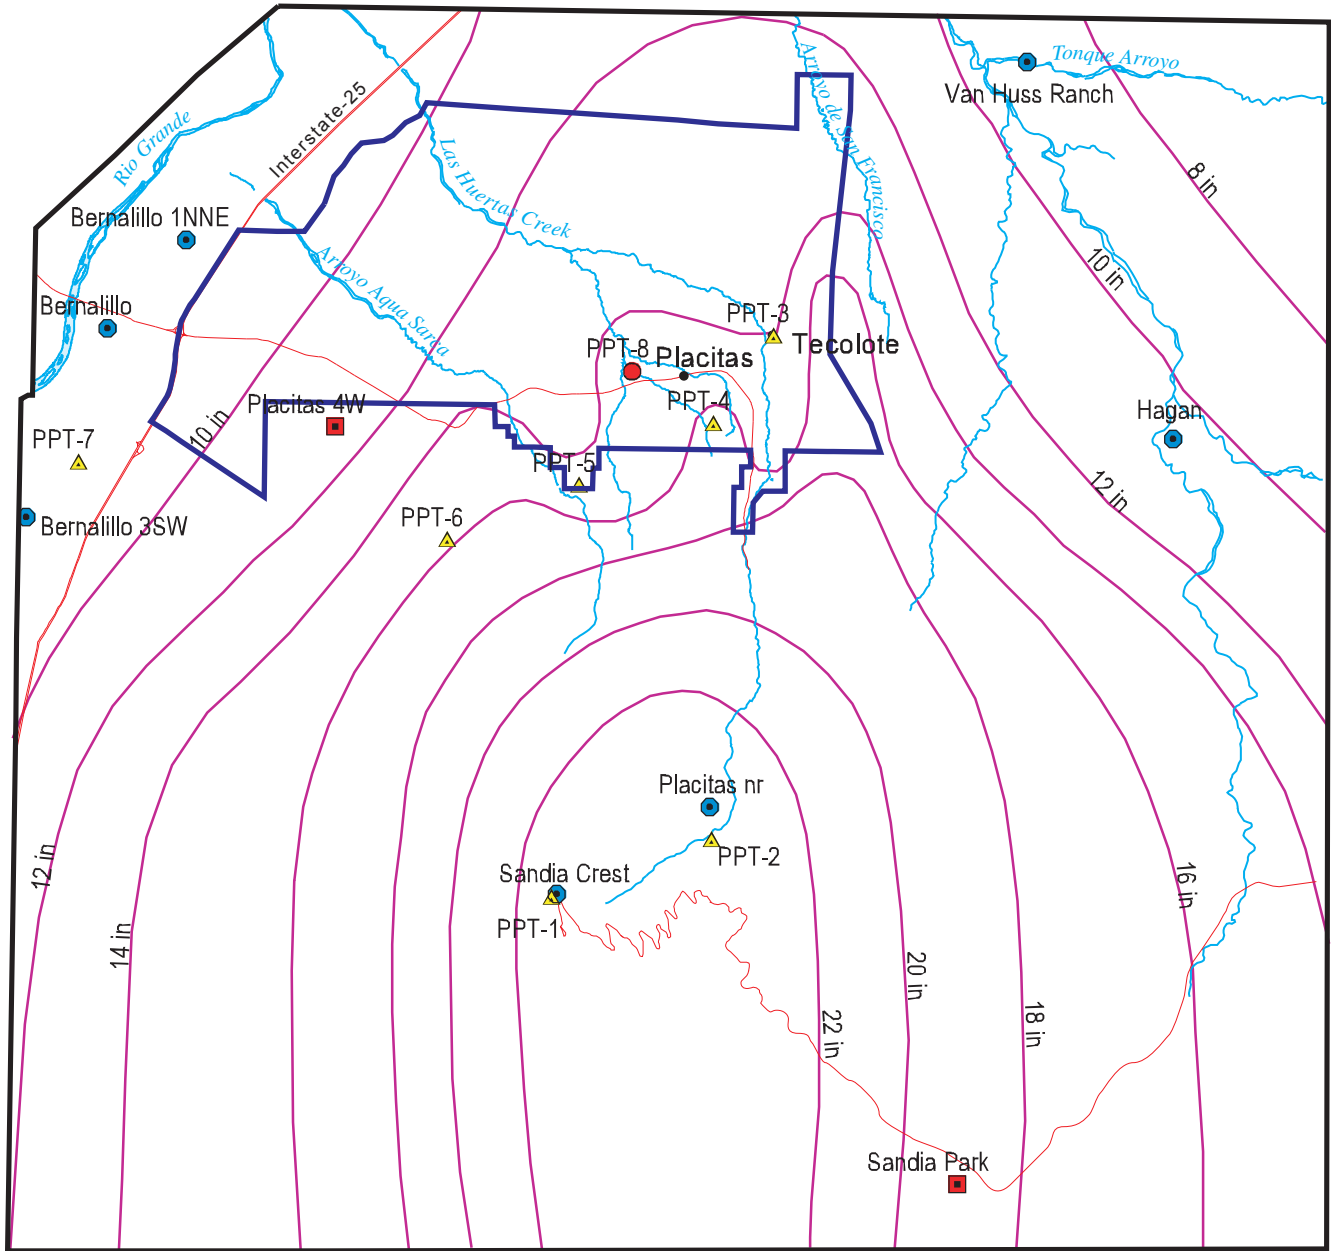 Tonque Arroyo
Van Huss Ranch
Arroyo de San Francisco
Interstate-25
Rio Grande
Las Huertas Creek
8 in
Bernalillo 1NNE
Arroyo Aqua Sarca
10 in
Bernalillo
PPT-3
Tecolote
PPT-8
Placitas
Placitas 4W
PPT-4
Hagan
10 in
PPT-7
PPT-5
12 in
PPT-6
Bernalillo 3SW
Placitas nr
PPT-2
12 in
Sandia Crest
16 in
PPT-1
14 in
20 in
18 in
22 in
Sandia Park